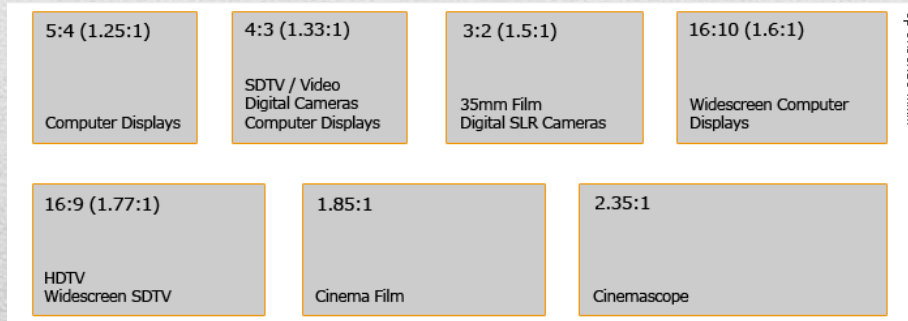 5:4 (1.25:1)
Computer Displays
4:3 (1.33:1)
SDTV / Video
Digital Cameras
Computer Displays
3:2 (1.5:1)
35mm Film
Digital SLR Cameras
16:10 (1.6:1)
Widescreen Computer
Displays
16:9 (1.77:1)
HDTV
Widescreen SDTV
1.85:1
Cinema Film
2.35:1
Cinemascope